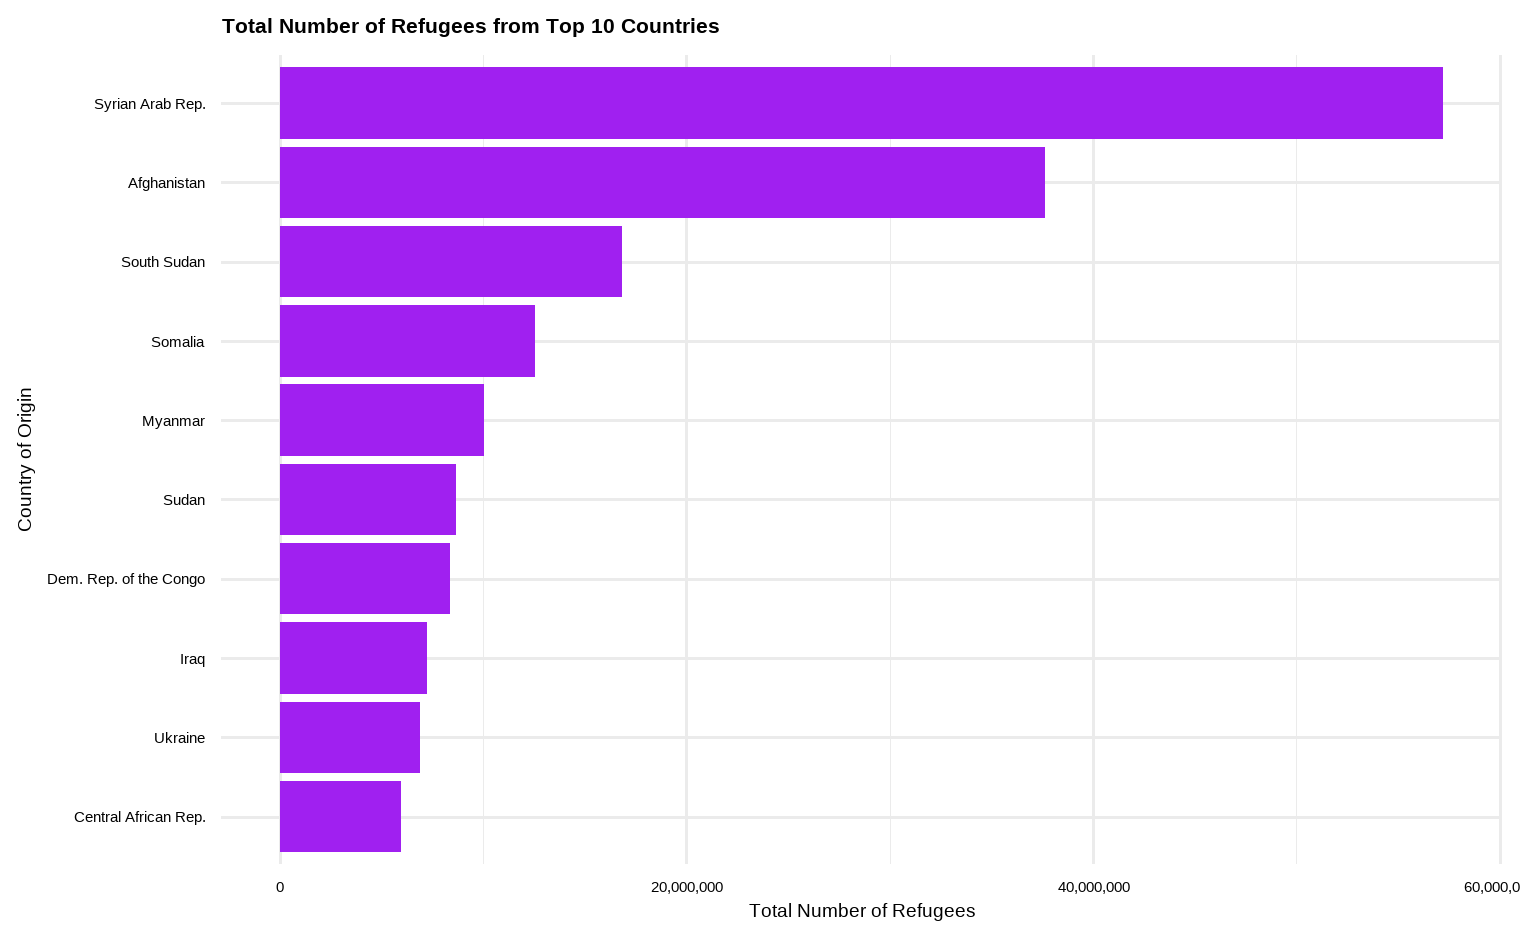 Total Number of Refugees from Top 10 Countries
Syrian Arab Rep.
Afghanistan
South Sudan
Somalia
Myanmar
Sudan
Dem. Rep. of the Congo
Iraq
Ukraine
Central African Rep.
Country of Origin
0 20,000,000 40,000,000 60,000,0
Total Number of Refugees